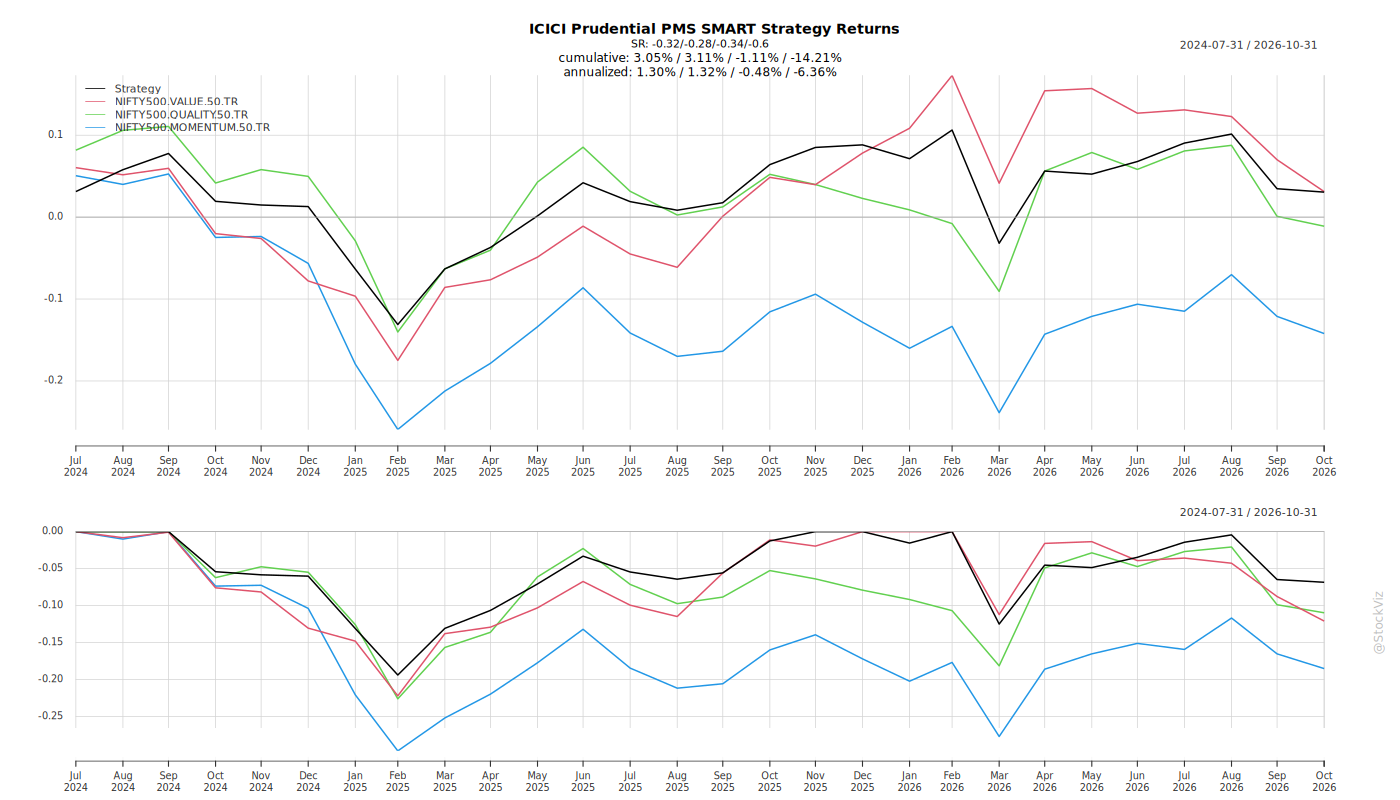 ICICI Prudential PMS SMART Strategy Returns
SR: -0.32/-0.28/-0.34/-0.6
cumulative: 3.05% / 3.11% / -1.11% / -14.21%
annualized: 1.30% / 1.32% / -0.48% / -6.36%
2024-07-31 / 2026-10-31
Strategy
NIFTY500.VALUE.50.TR
NIFTY500.QUALITY.50.TR
NIFTY500.MOMENTUM.50.TR
0.1
0.0
-0.1
-0.2
Jul Aug Sep Oct Nov Dec Jan Feb Mar Apr May Jun Jul Aug Sep Oct Nov Dec Jan Feb Mar Apr May Jun Jul Aug Sep Oct
2024 2024 2024 2024 2024 2024 2025 2025 2025 2025 2025 2025 2025 2025 2025 2025 2025 2025 2026 2026 2026 2026 2026 2026 2026 2026 2026 2026
2024-07-31 / 2026-10-31
0.00
-0.05
-0.10
-0.15
-0.20
-0.25
Jul Aug Sep Oct Nov Dec Jan Feb Mar Apr May Jun Jul Aug Sep Oct Nov Dec Jan Feb Mar Apr May Jun Jul Aug Sep Oct
2024 2024 2024 2024 2024 2024 2025 2025 2025 2025 2025 2025 2025 2025 2025 2025 2025 2025 2026 2026 2026 2026 2026 2026 2026 2026 2026 2026
@StockViz